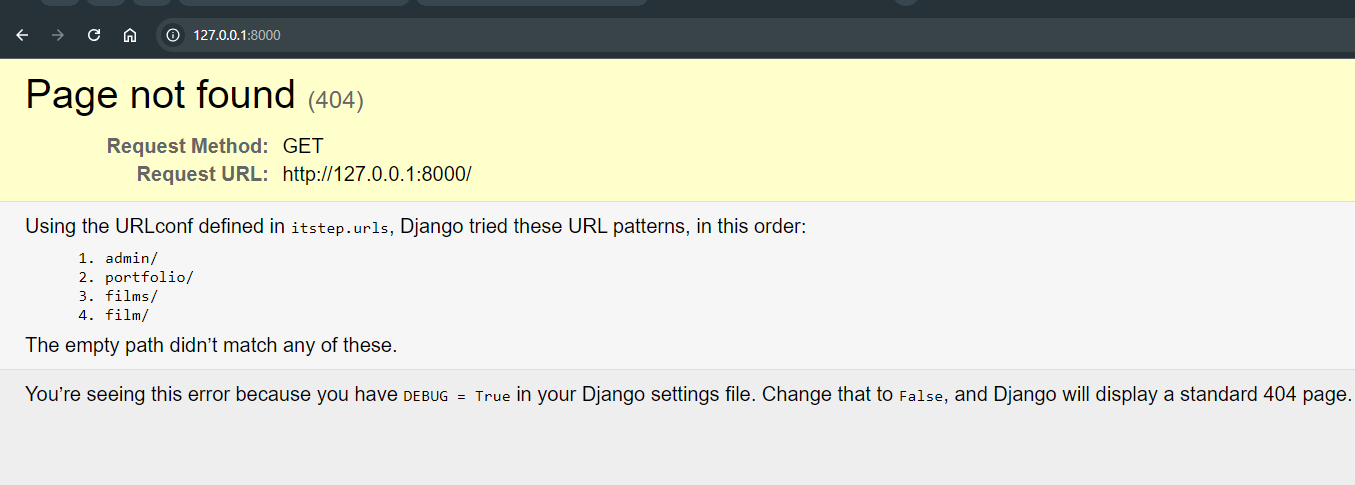 127.0.0.1:8000
Page not found (404)
Request Method: GET
Request URL: http://127.0.0.1:8000/
Using the URLconf defined in itstep.urls, Django tried these URL patterns, in this order:
1. admin/
2. portfolio/
3. films/
4. film/
The empty path didn’t match any of these.
You’re seeing this error because you have DEBUG = True in your Django settings file. Change that to False, and Django will display a standard 404 page.